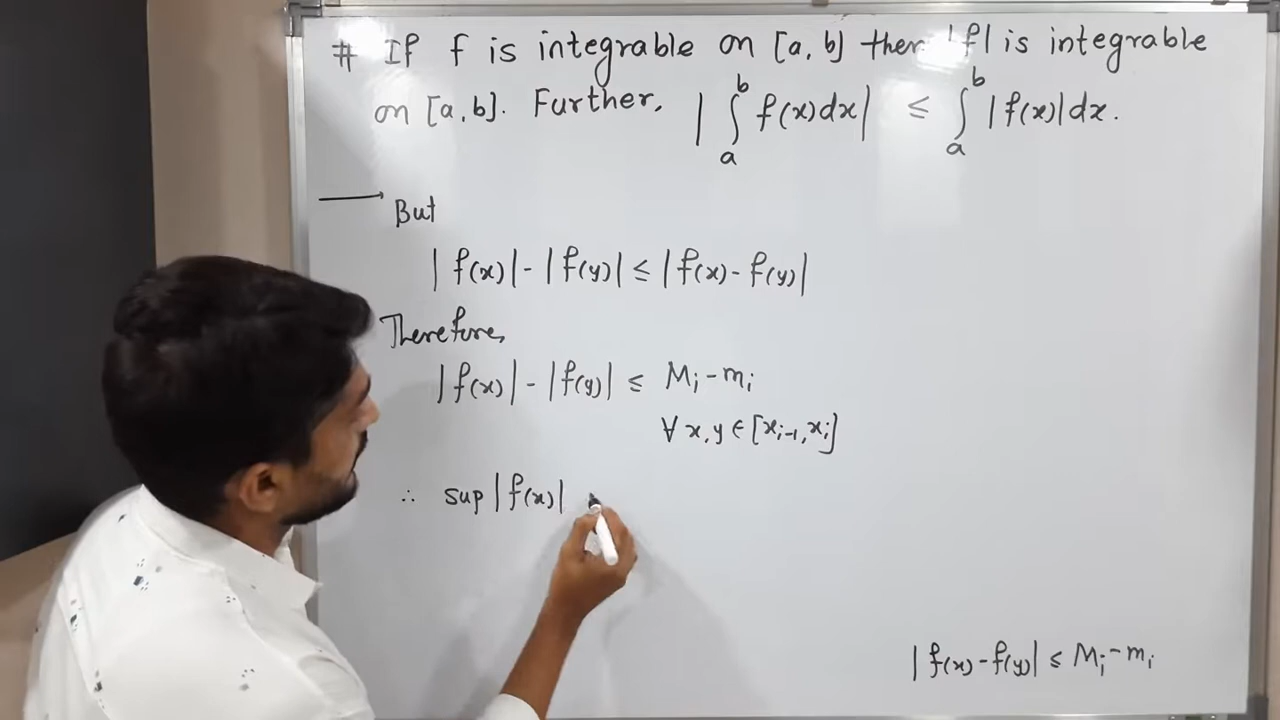 # If f is integrable on [a, b] then |f| is integrable
on [a, b]. Further, | ∫_a^b f(x)dx | ≤ ∫_a^b |f(x)|dx.
→ But
|f(x)| - |f(y)| ≤ |f(x) - f(y)|
Therefore,
|f(x)| - |f(y)| ≤ M_i - m_i
∀ x, y ∈ [x_{i-1}, x_i]
∴ sup |f(x)|
|f(x) - f(y)| ≤ M_i - m_i